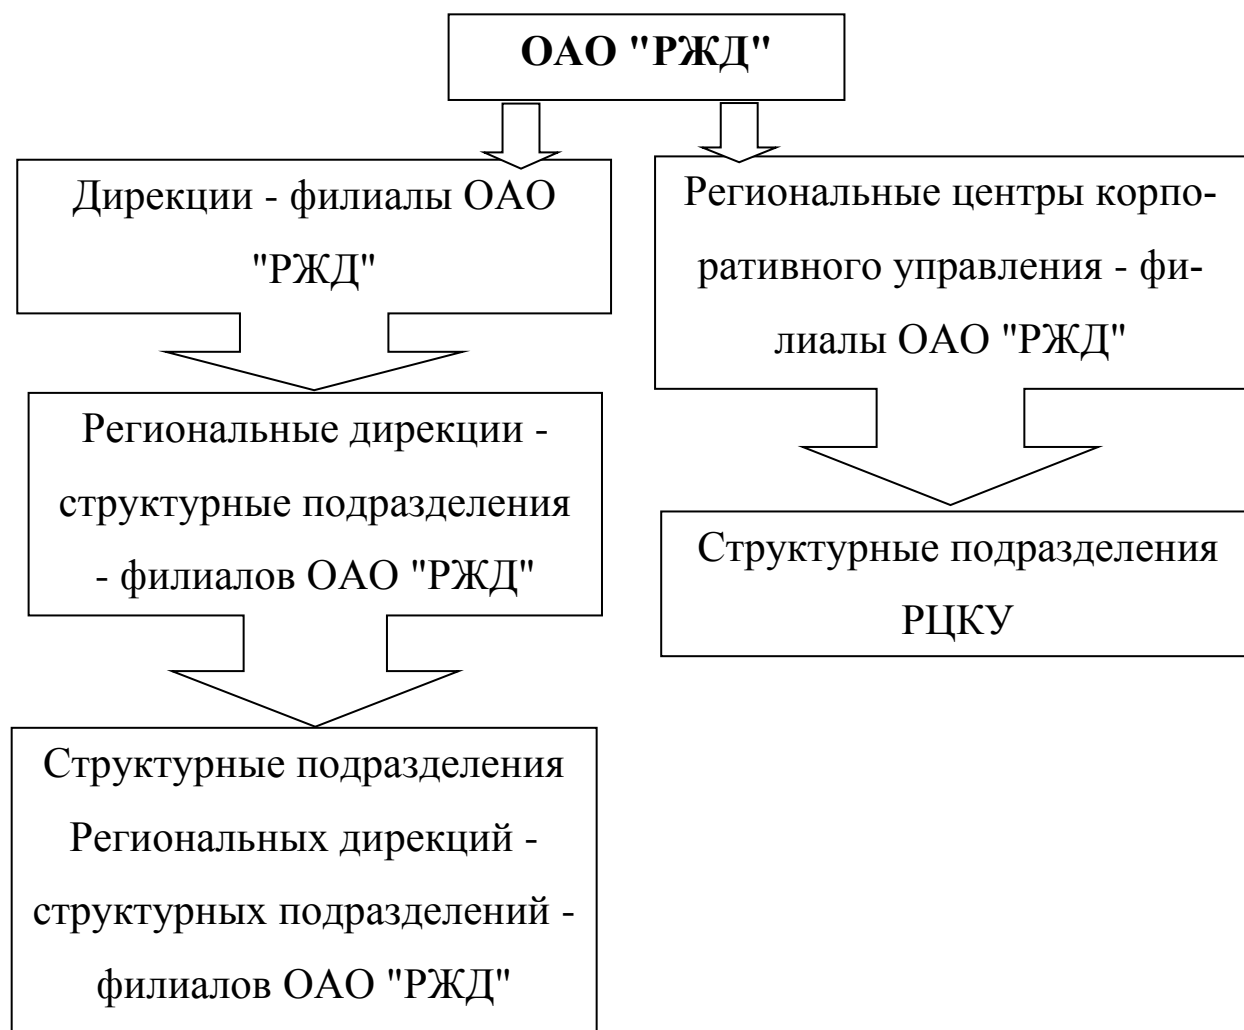 ОАО "РЖД"
Дирекции - филиалы ОАО
"РЖД"
Региональные центры корпо-
ративного управления - фи-
лиалы ОАО "РЖД"
Региональные дирекции -
структурные подразделения
- филиалов ОАО "РЖД"
Структурные подразделения
РЦКУ
Структурные подразделения
Региональных дирекций -
структурных подразделений -
филиалов ОАО "РЖД"